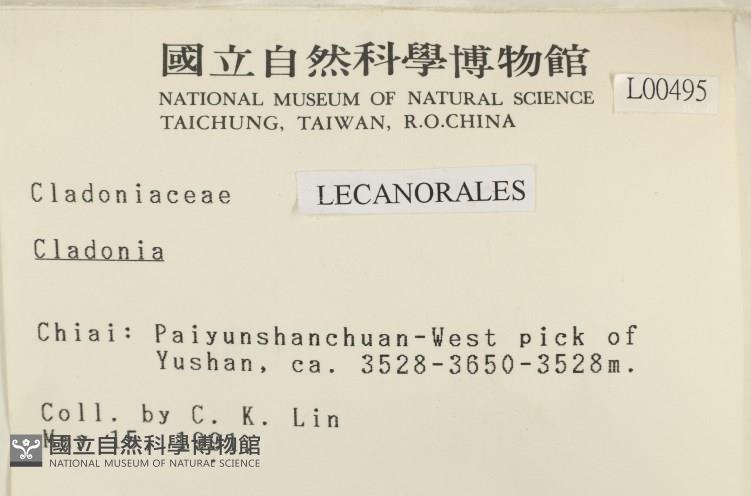 國立自然科學博物館
NATIONAL MUSEUM OF NATURAL SCIENCE
TAICHUNG, TAIWAN, R.O.CHINA
L00495
Cladoniaceae
LECANORALES
Cladonia
Chiai: Paiyunshanchuan-West pick of
Yushan, ca. 3528-3650-3528m.
Coll. by C. K. Lin
國立自然科學博物館
NATIONAL MUSEUM OF NATURAL SCIENCE